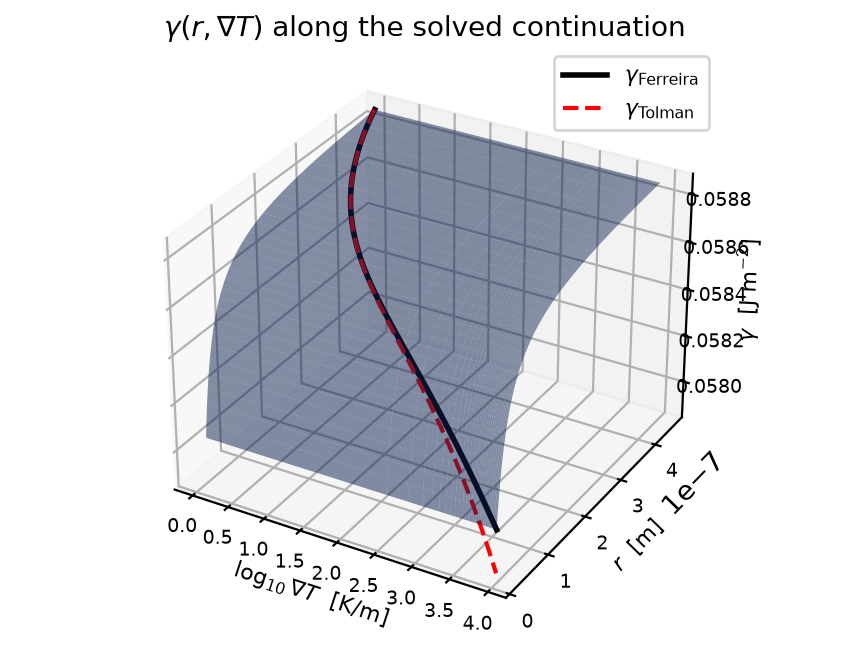 γ(r, ∇T) along the solved continuation
γFerreira
γTolman
0.0588
0.0586
0.0584
0.0582
0.0580
γ [J m⁻²]
4
3
2
1
0
r [m] 1e−7
0.0 0.5 1.0 1.5 2.0 2.5 3.0 3.5 4.0
log₁₀ ∇T [K/m]